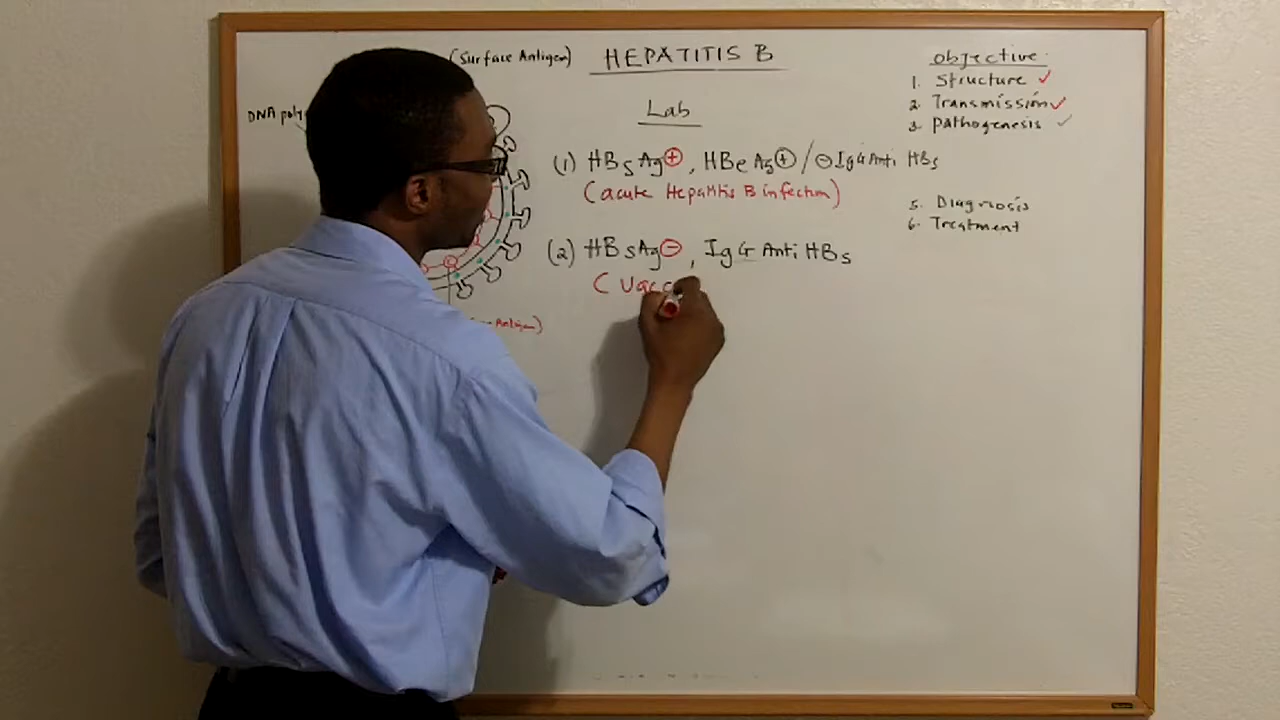 (Surface Antigen)
HEPATITIS B
DNA poly
Lab
(1) HBsAg⊕, HBeAg⊕/⊖IgG Anti HBs
(acute Hepatitis B infection)
(2) HBsAg⊖, IgG Anti HBs
(Vacc
Antigen)
Objective
1. Structure ✓
2. Transmission ✓
3. Pathogenesis ✓
5. Diagnosis
6. Treatment